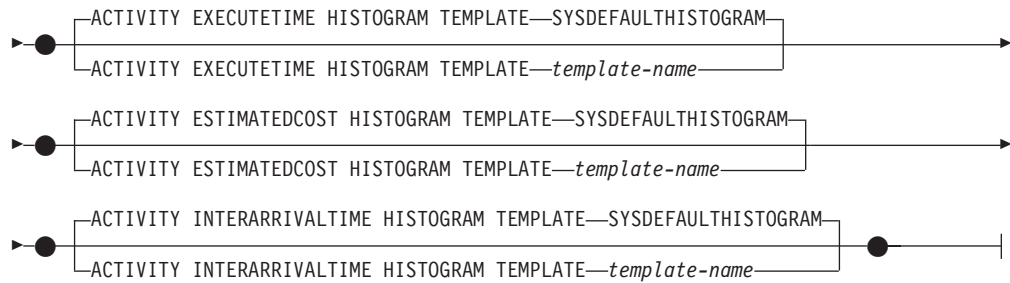 ACTIVITY EXECUTETIME HISTOGRAM TEMPLATE—SYSDEFAULTHISTOGRAM
ACTIVITY EXECUTETIME HISTOGRAM TEMPLATE—template-name
ACTIVITY ESTIMATEDCOST HISTOGRAM TEMPLATE—SYSDEFAULTHISTOGRAM
ACTIVITY ESTIMATEDCOST HISTOGRAM TEMPLATE—template-name
ACTIVITY INTERARRIVALTIME HISTOGRAM TEMPLATE—SYSDEFAULTHISTOGRAM
ACTIVITY INTERARRIVALTIME HISTOGRAM TEMPLATE—template-name